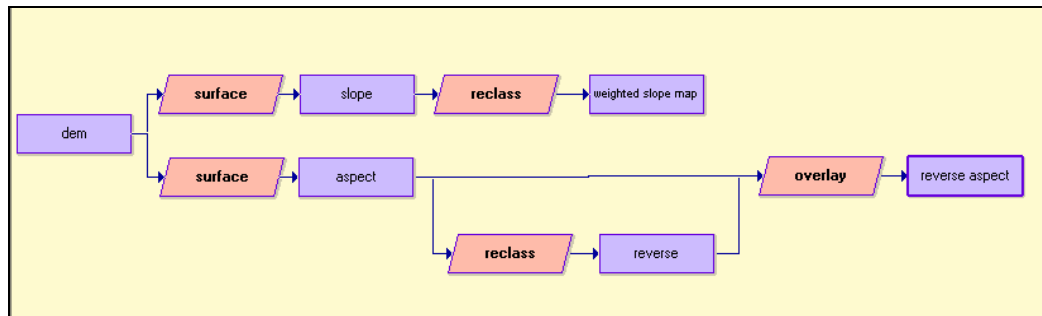 surface
slope
reclass
weighted slope map
dem
surface
aspect
overlay
reverse aspect
reclass
reverse